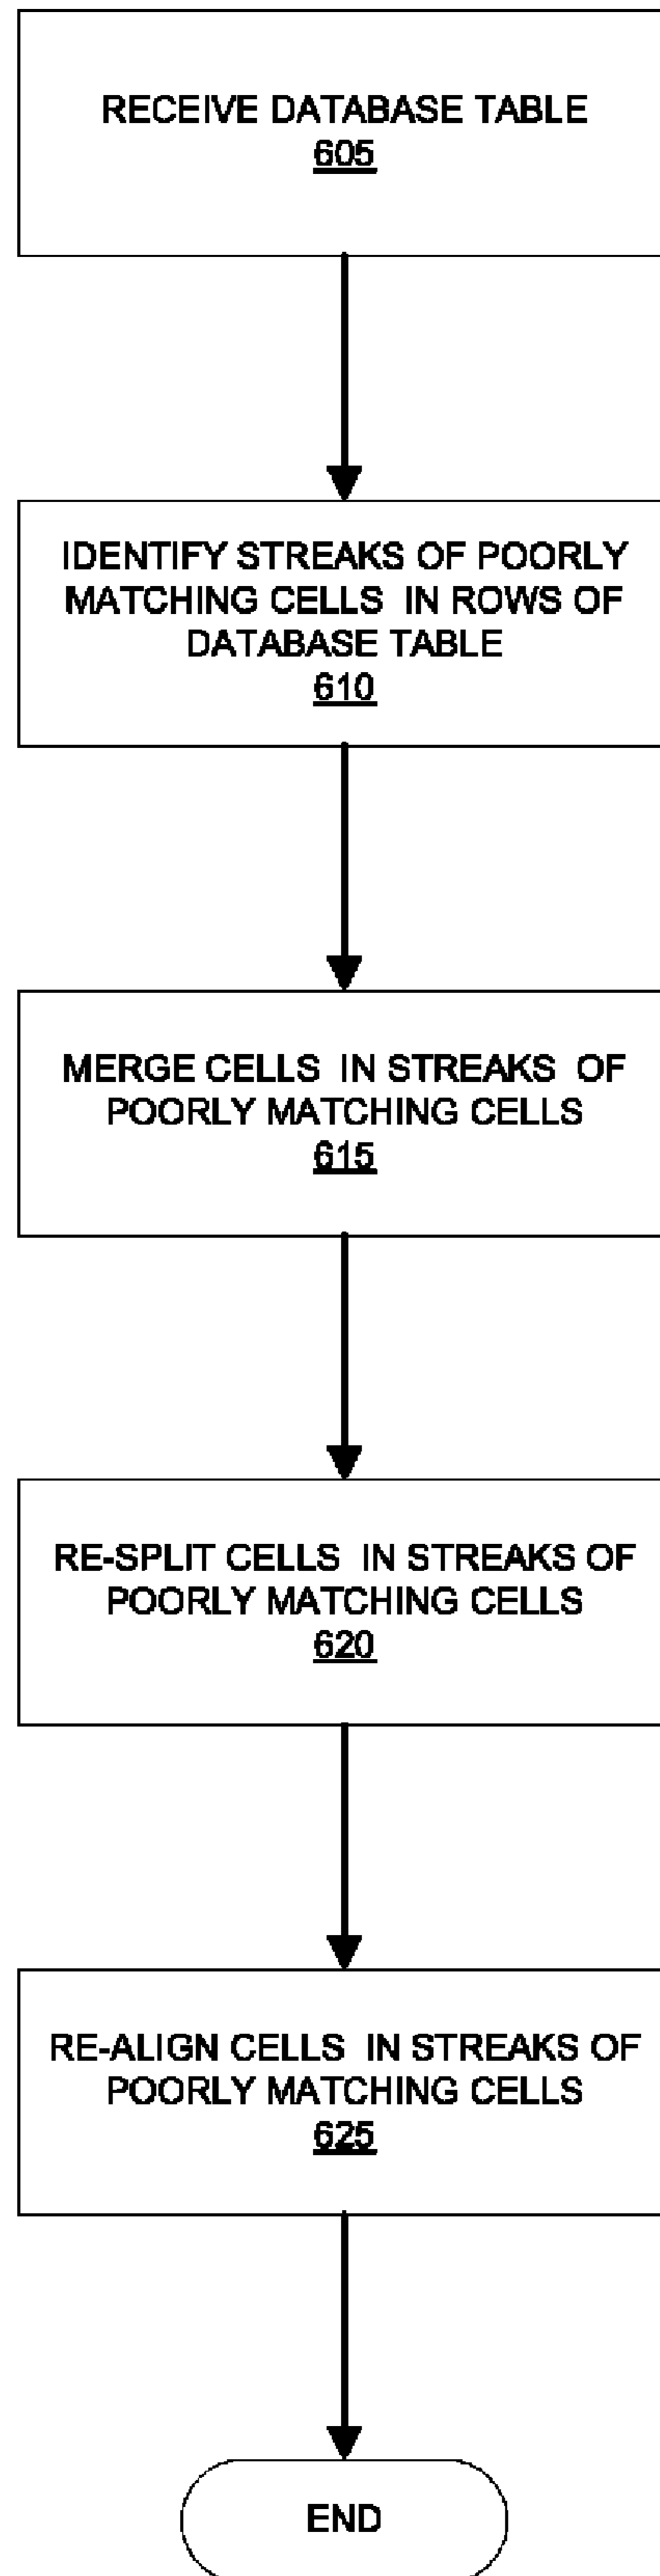 RECEIVE DATABASE TABLE
605
IDENTIFY STREAKS OF POORLY
MATCHING CELLS IN ROWS OF
DATABASE TABLE
610
MERGE CELLS IN STREAKS OF
POORLY MATCHING CELLS
615
RE-SPLIT CELLS IN STREAKS OF
POORLY MATCHING CELLS
620
RE-ALIGN CELLS IN STREAKS OF
POORLY MATCHING CELLS
625
END